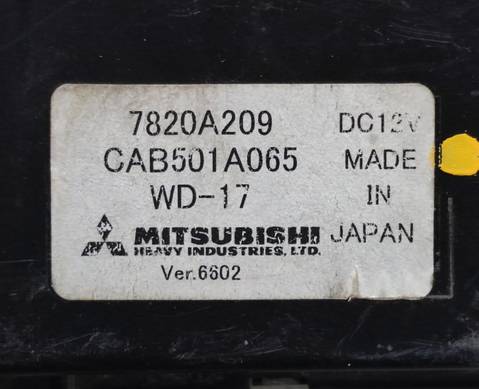 7820A209
CAB501A065
WD-17
MITSUBISHI
HEAVY INDUSTRIES, LTD.
Ver.6602
DC12V
MADE
IN
JAPAN